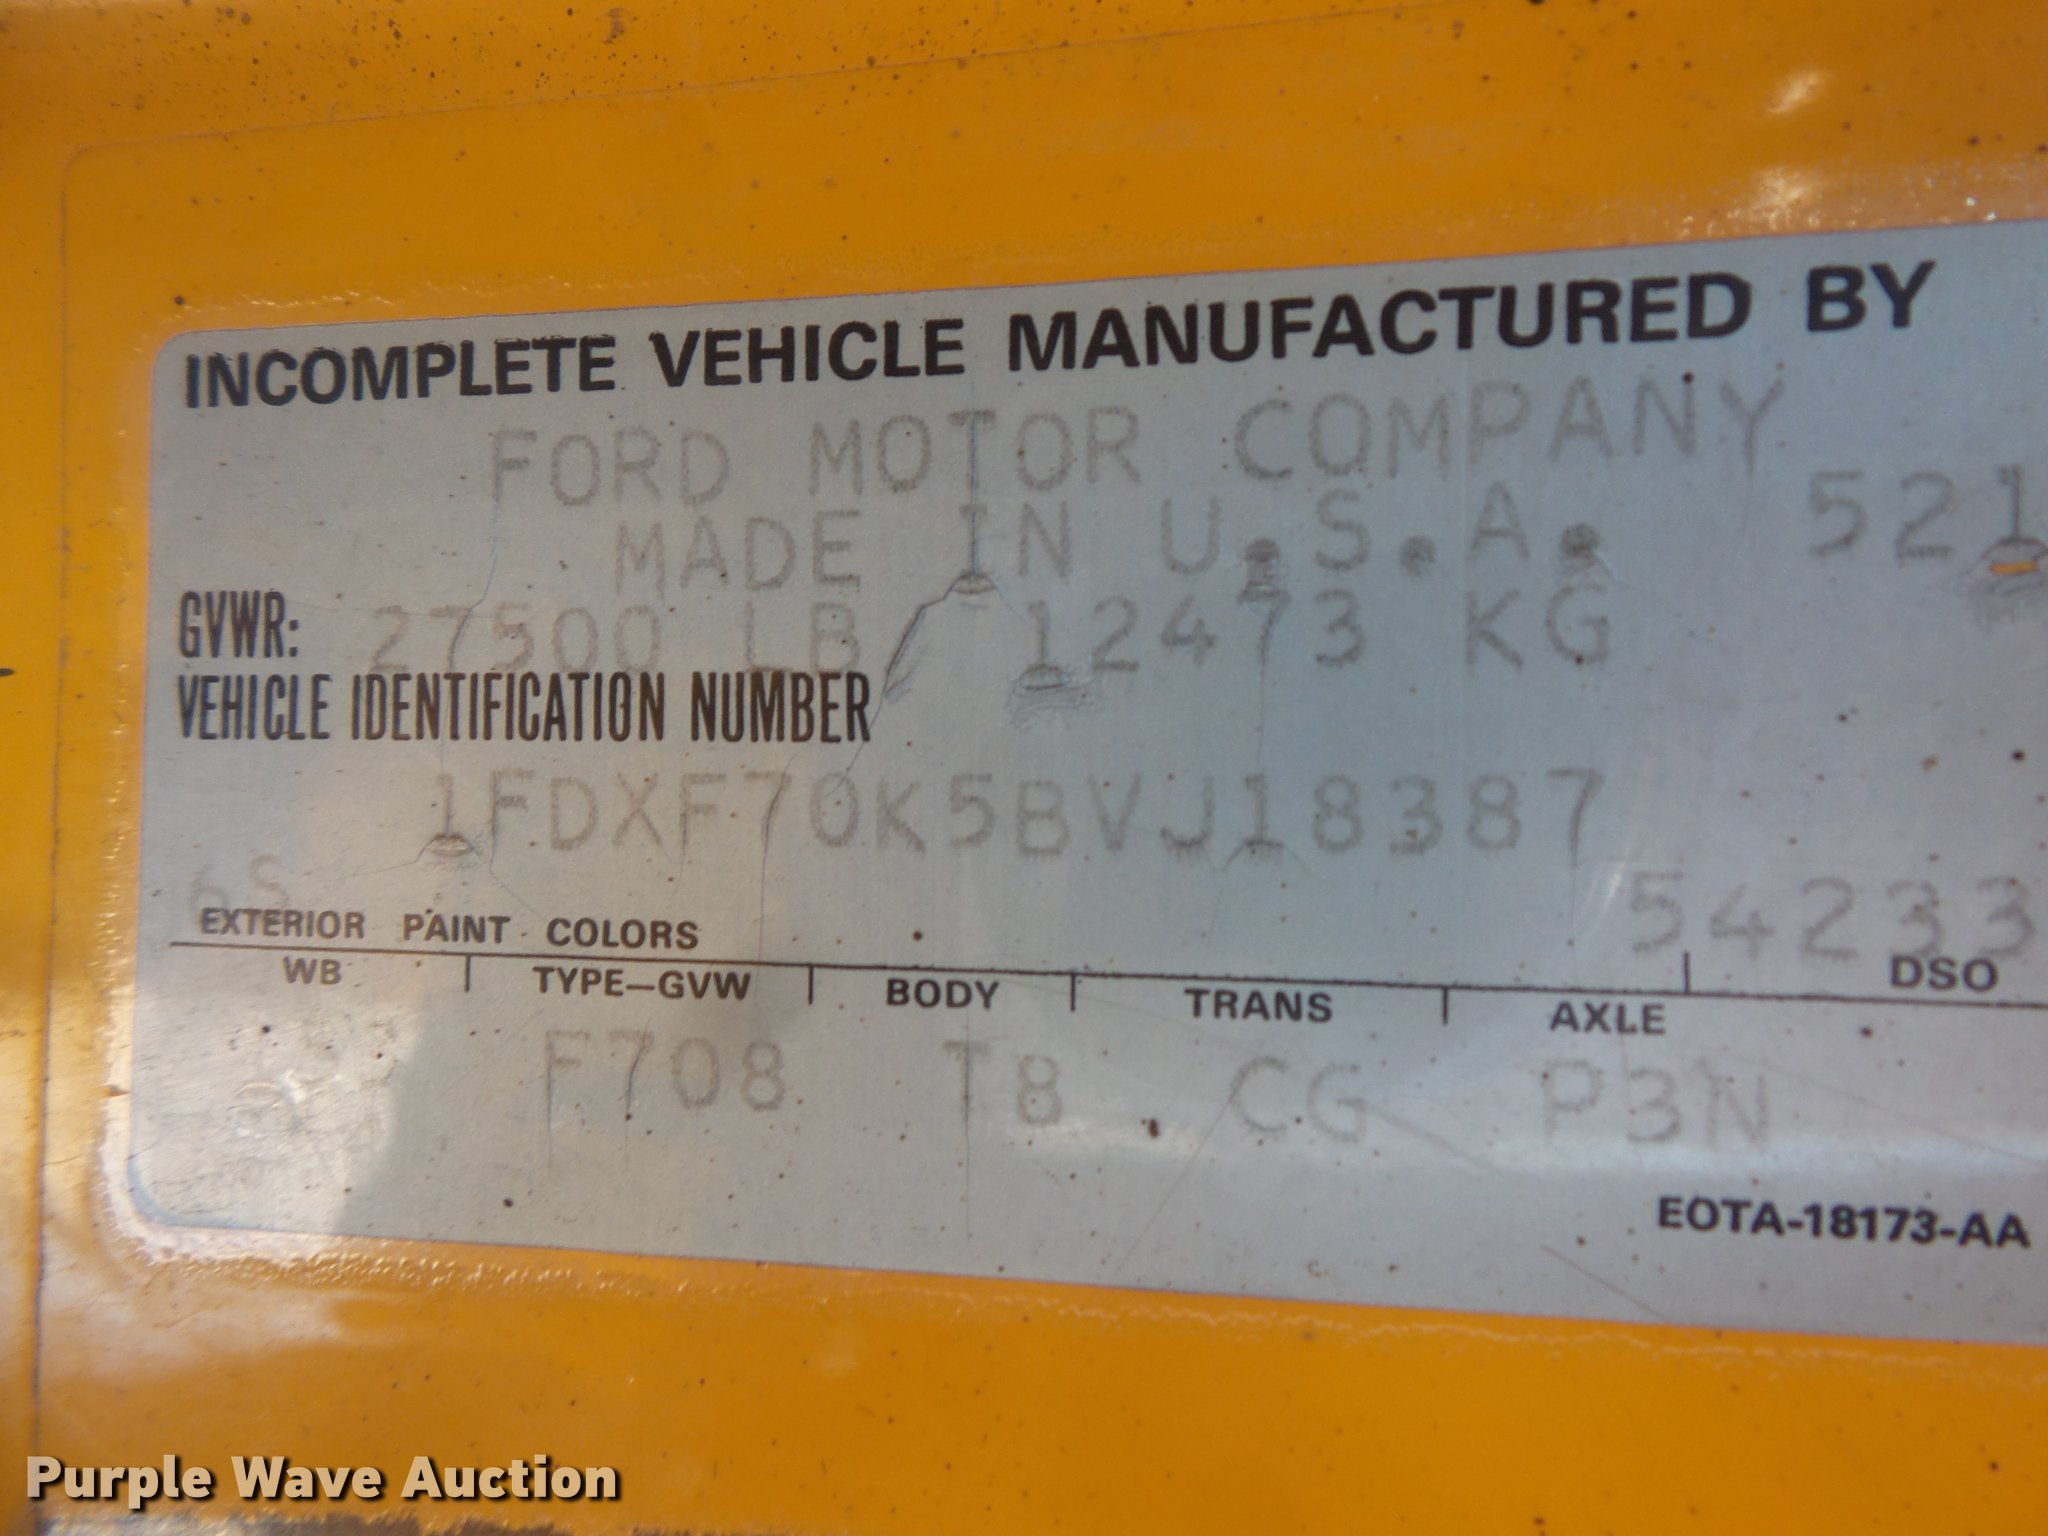 INCOMPLETE VEHICLE MANUFACTURED BY
FORD MOTOR COMPANY
MADE IN U.S.A. 521
GVWR: 27500 LB 12473 KG
VEHICLE IDENTIFICATION NUMBER
1FDXF70K5BVJ18387
6S 54233
EXTERIOR PAINT COLORS DSO
WB TYPE-GVW BODY TRANS AXLE
F708 T8 CG P3N
EOTA-18173-AA
Purple Wave Auction